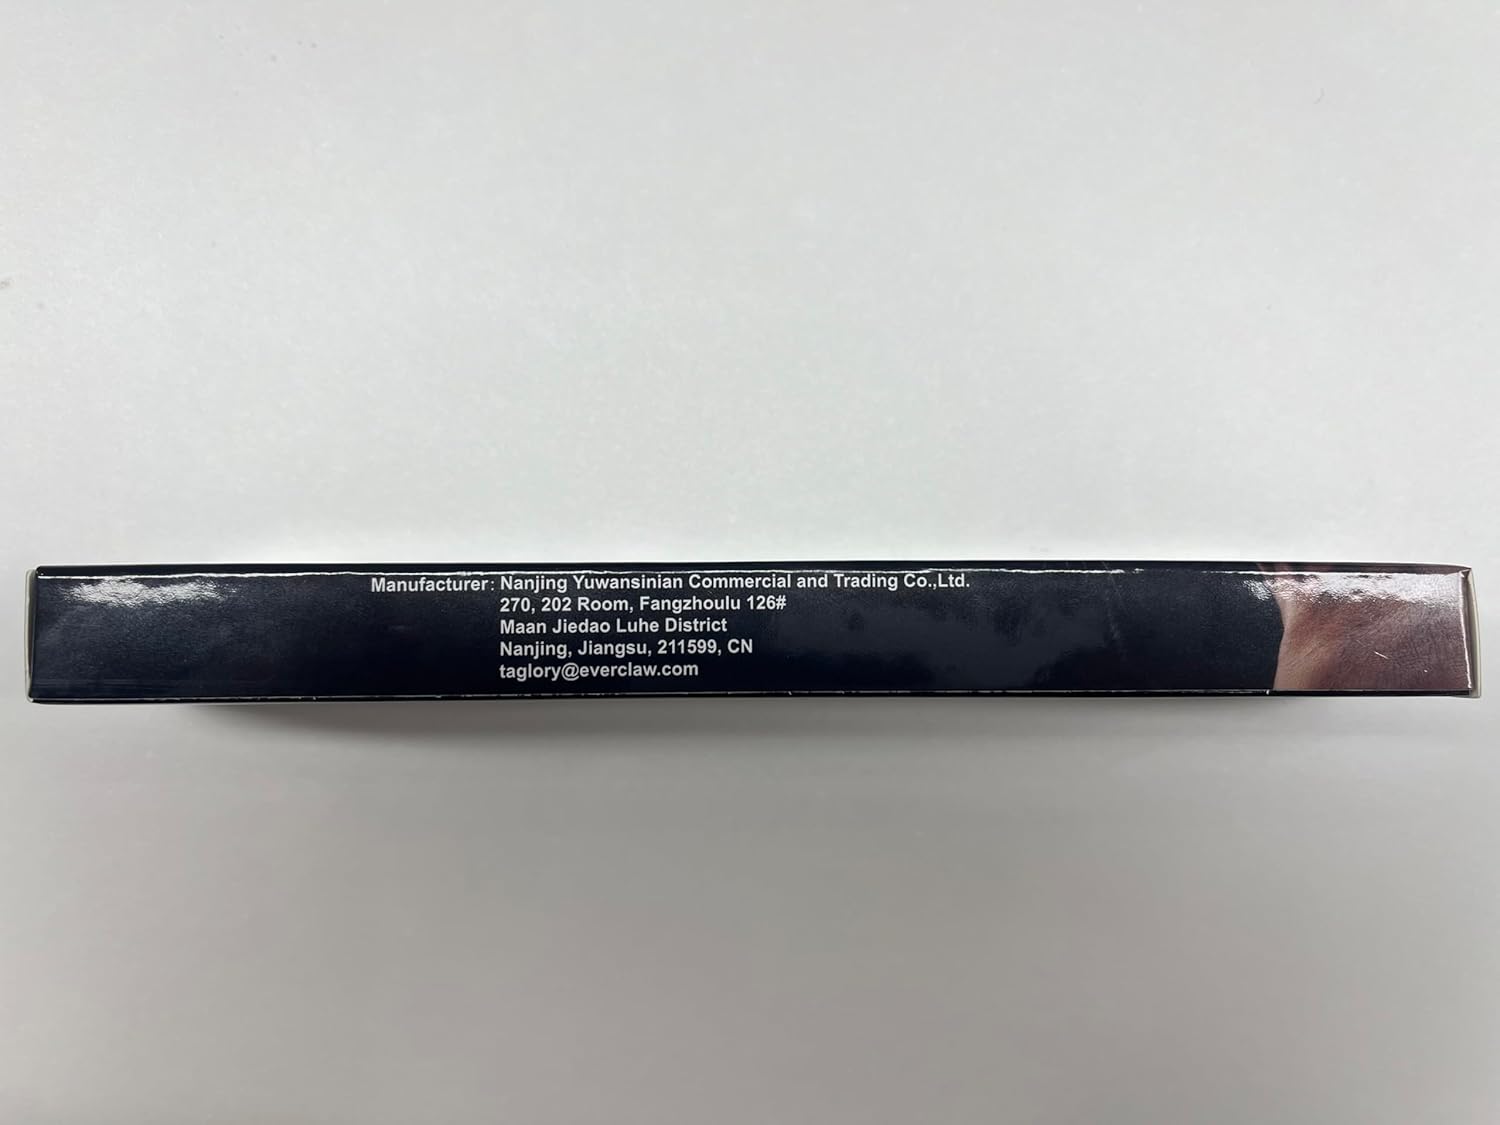 Manufacturer: Nanjing Yuwansinian Commercial and Trading Co.,Ltd.
270, 202 Room, Fangzhoulu 126#
Maan Jiedao Luhe District
Nanjing, Jiangsu, 211599, CN
taglory@everclaw.com